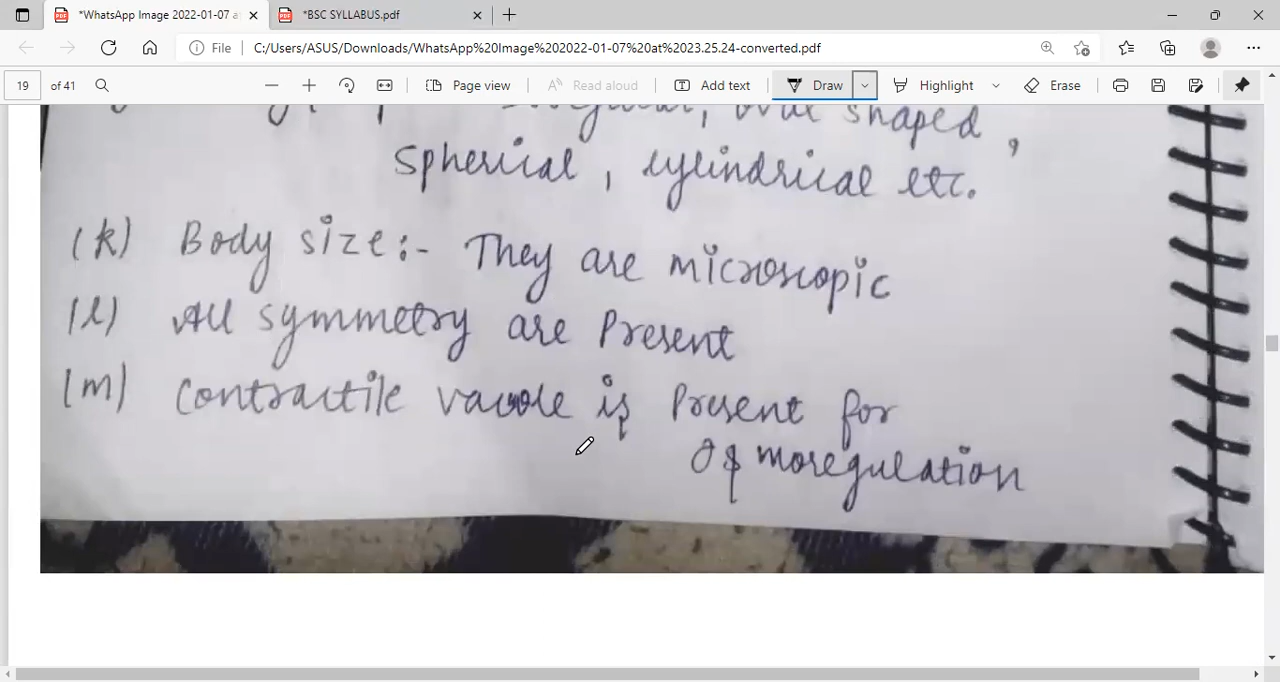 *WhatsApp Image 2022-01-07 a
*BSC SYLLABUS.pdf
File C:/Users/ASUS/Downloads/WhatsApp%20Image%202022-01-07%20at%2023.25.24-converted.pdf
19 of 41 Page view Read aloud Add text Draw Highlight Erase
oval shaped,
Spherical, cylindrical etc.
(k) Body size:- They are microscopic
(l) All symmetry are Present
(m) Contractile vacuole is Present for
osmoregulation